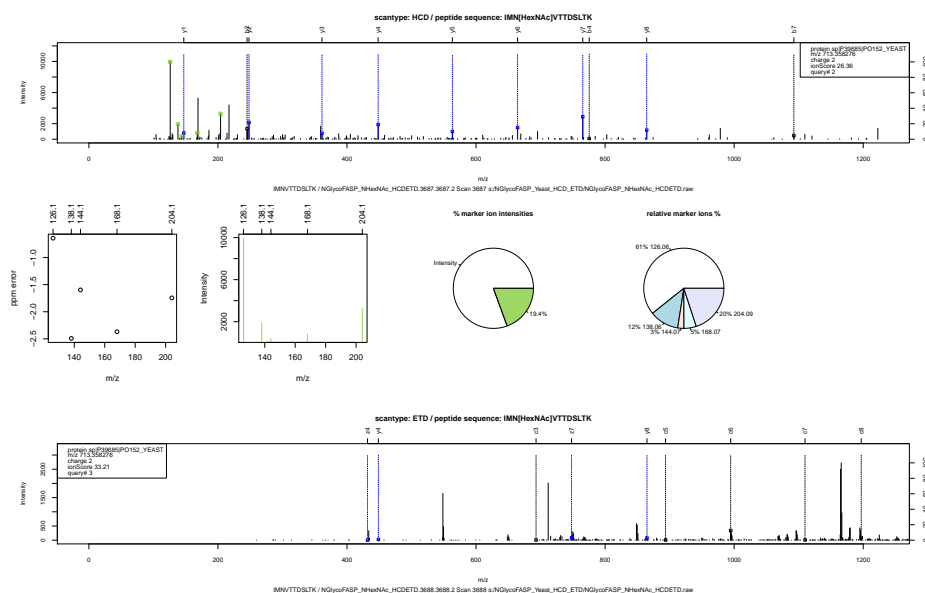 scantype: HCD / peptide sequence: IMN[HexNAc]VTTDSLTK
y1 b2 y2 y3 y4 y5 y6 y7 b4 y8 b7
protein sp|P39685|PO152_YEAST
m/z 713.358276
charge 2
ionScore 26.36
query# 2
Intensity
10000
6000
2000
0
0 200 400 600 800 1000 1200
m/z
IMNVTTDSLTK / NGlycoFASP_NHexNAc_HCDETD.3687.3687.2 Scan 3687 s:/NGlycoFASP_Yeast_HCD_ETD/NGlycoFASP_NHexNAc_HCDETD.raw
126.1 138.1 144.1 168.1 204.1
ppm error
−1.0
−1.5
−2.0
−2.5
140 160 180 200
m/z
126.1 138.1 144.1 168.1 204.1
Intensity
10000
6000
2000
140 160 180 200
m/z
% marker ion intensities
Intensity
19.4%
relative marker ions %
61% 126.06
12% 138.06
3% 144.07
5% 168.07
20% 204.09
scantype: ETD / peptide sequence: IMN[HexNAc]VTTDSLTK
z4 y4 c3 z7 y8 c5 c6 c7 c8
protein sp|P39685|PO152_YEAST
m/z 713.358276
charge 2
ionScore 33.21
query# 3
Intensity
2500
1500
500
0
0 200 400 600 800 1000 1200
m/z
IMNVTTDSLTK / NGlycoFASP_NHexNAc_HCDETD.3688.3688.2 Scan 3688 s:/NGlycoFASP_Yeast_HCD_ETD/NGlycoFASP_NHexNAc_HCDETD.raw